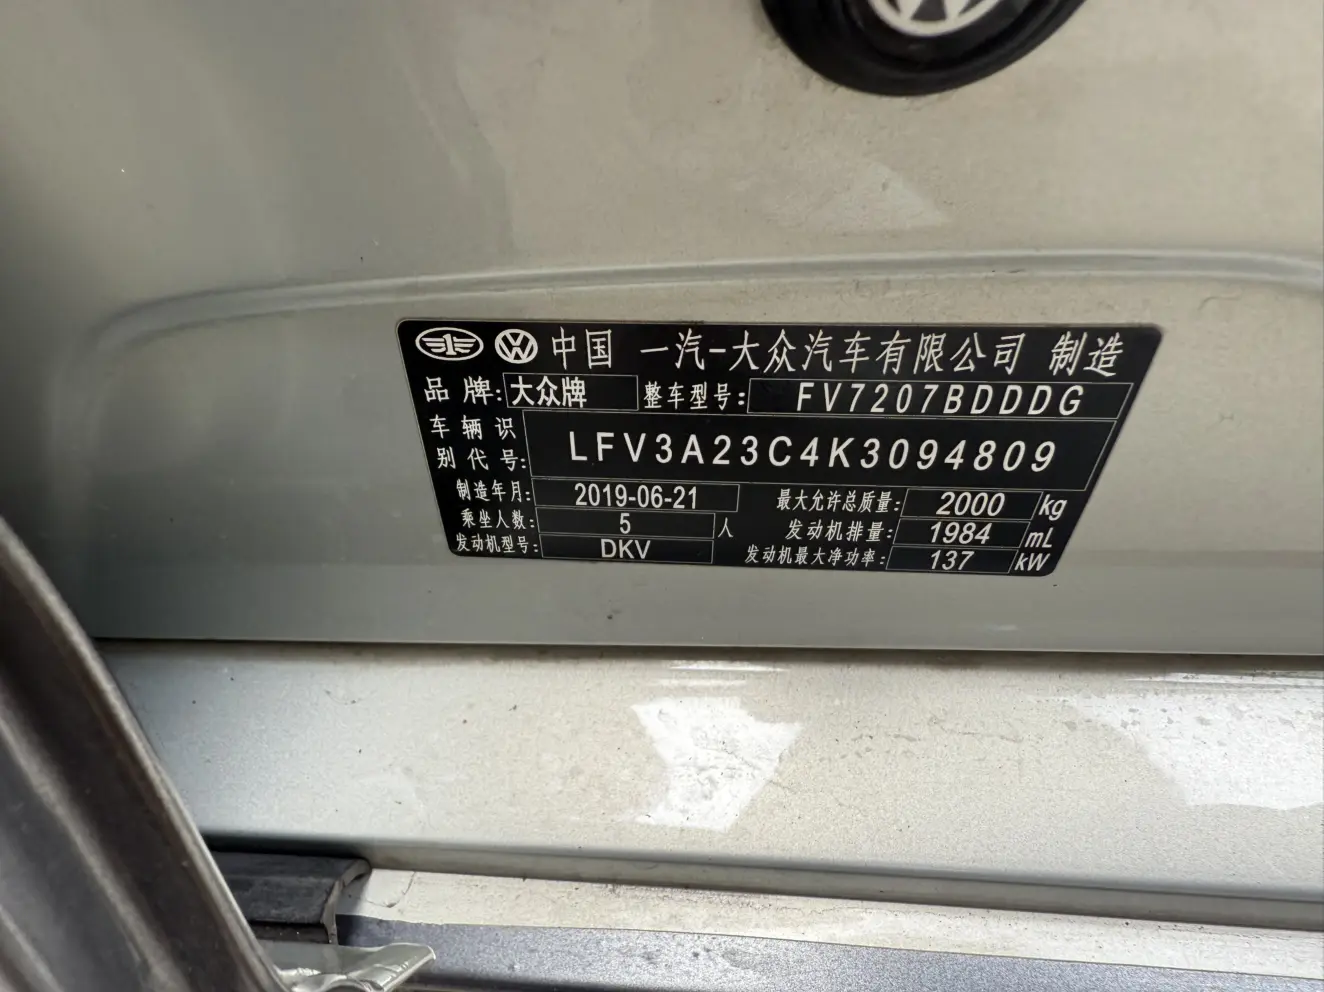 中国 一汽-大众汽车有限公司 制造
品牌: 大众牌 整车型号: FV7207BDDDG
车辆识别代号: LFV3A23C4K3094809
制造年月: 2019-06-21 最大允许总质量: 2000 kg
乘坐人数: 5 人 发动机排量: 1984 mL
发动机型号: DKV 发动机最大净功率: 137 kW